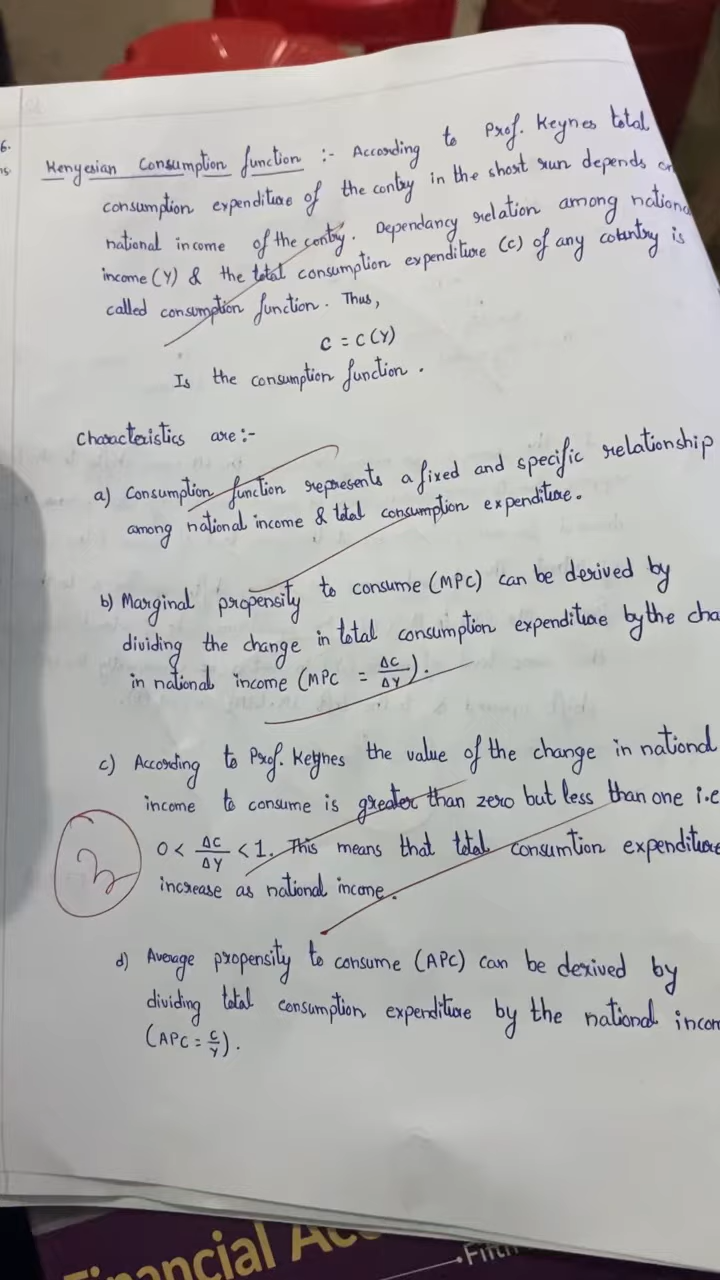 6.
ns.
Kenyesian Consumption function :- According to Prof. Keynes total
consumption expenditure of the contry in the short run depends on
national income of the contry. Dependancy relation among nationa
income (Y) & the total consumption expenditure (C) of any country is
called consumption function. Thus,
C = C(Y)
Is the consumption function.
Characteristics are :-
a) Consumption function represents a fixed and specific relationship
among national income & total consumption expenditure.
b) Marginal propensity to consume (MPC) can be derived by
dividing the change in total consumption expenditure by the cha
in national income (MPC = ΔC/ΔY).
c) According to Prof. Keynes the value of the change in national
income to consume is greater than zero but less than one i.e
0 < ΔC/ΔY < 1. This means that total consumtion expenditure
increase as national income.
d) Average propensity to consume (APC) can be derived by
dividing total consumption expenditure by the national incom
(APC = C/Y).
inancial Ac
Fifth